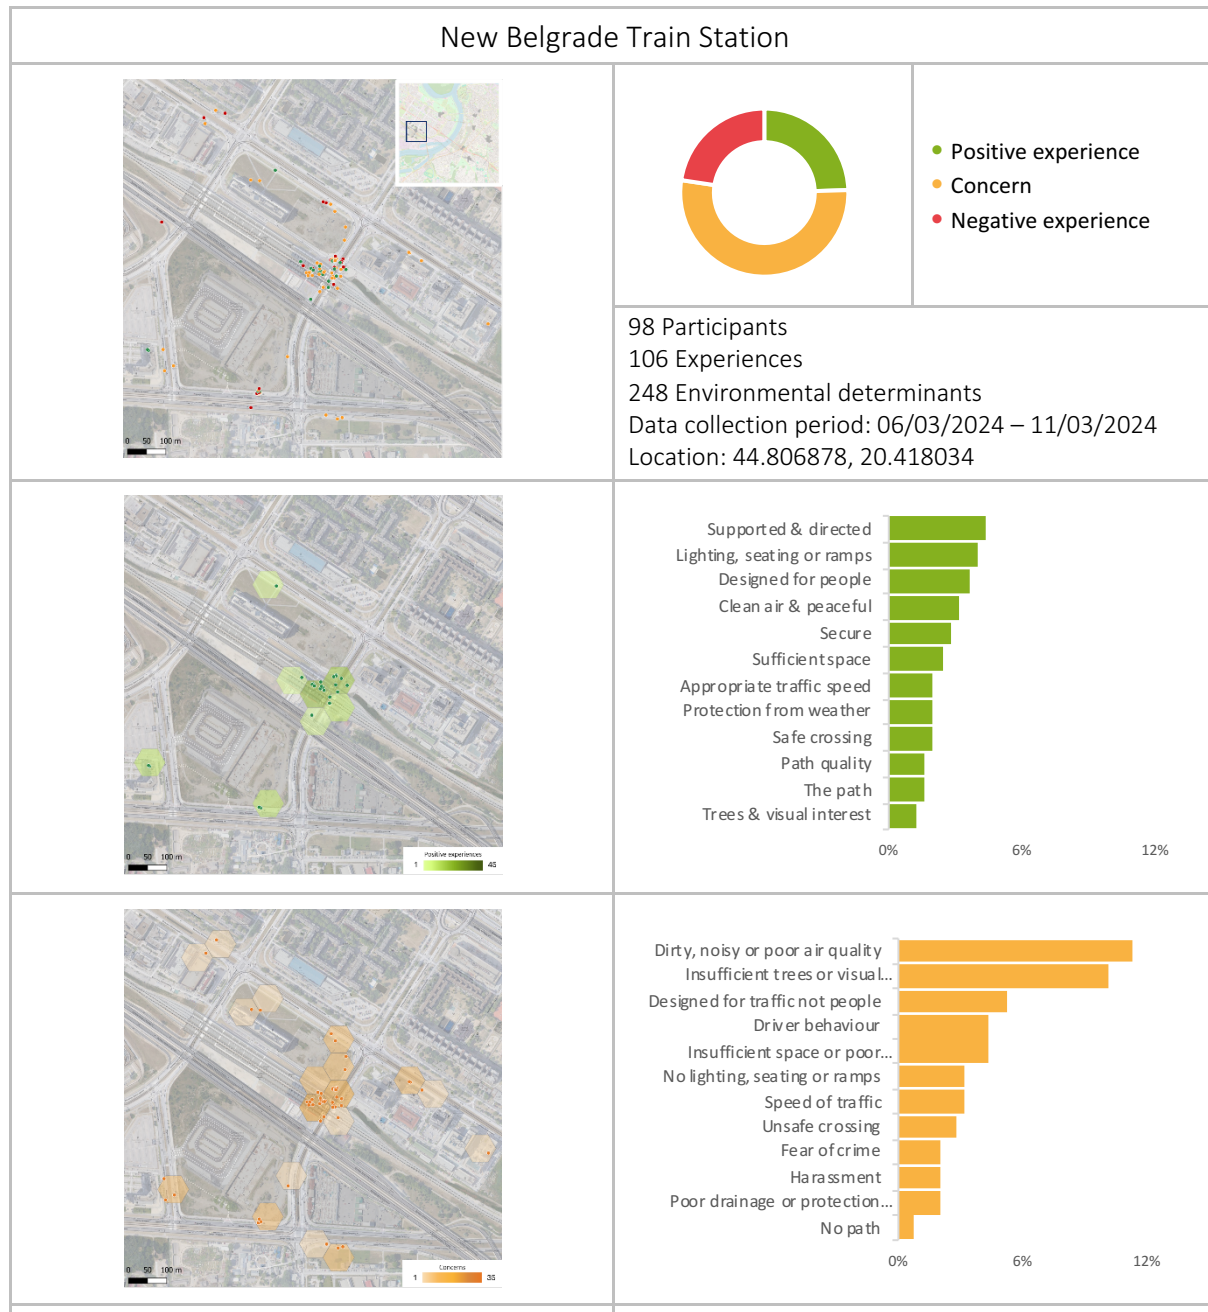 New Belgrade Train Station
0 50 100 m
Positive experience
Concern
Negative experience
98 Participants
106 Experiences
248 Environmental determinants
Data collection period: 06/03/2024 – 11/03/2024
Location: 44.806878, 20.418034
0 50 100 m
Positive experiences
1 45
Supported & directed
Lighting, seating or ramps
Designed for people
Clean air & peaceful
Secure
Sufficient space
Appropriate traffic speed
Protection from weather
Safe crossing
Path quality
The path
Trees & visual interest
0% 6% 12%
0 50 100 m
Concerns
1 35
Dirty, noisy or poor air quality
Insufficient trees or visual...
Designed for traffic not people
Driver behaviour
Insufficient space or poor...
No lighting, seating or ramps
Speed of traffic
Unsafe crossing
Fear of crime
Harassment
Poor drainage or protection...
No path
0% 6% 12%